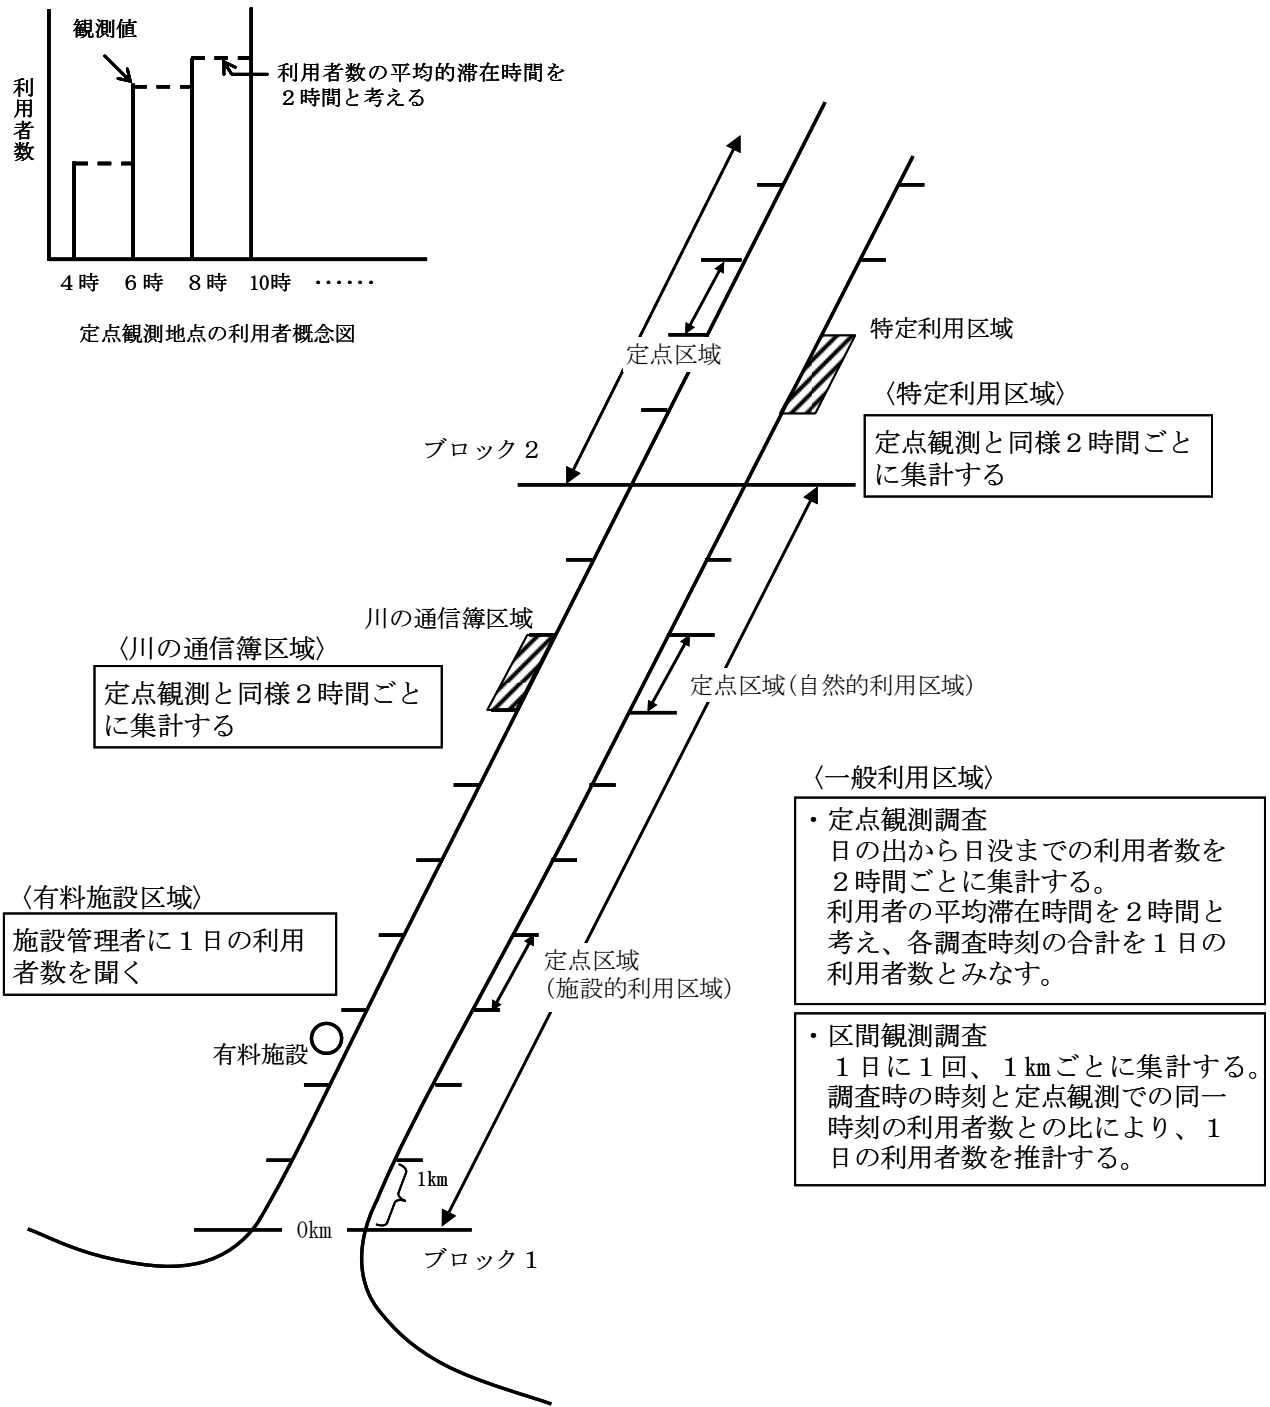 観測値
利用者数
利用者数の平均的滞在時間を
２時間と考える
４時　６時　８時　10時　……
定点観測地点の利用者概念図
定点区域
特定利用区域
〈特定利用区域〉
定点観測と同様２時間ごと
に集計する
ブロック２
川の通信簿区域
〈川の通信簿区域〉
定点観測と同様２時間ごと
に集計する
定点区域(自然的利用区域)
〈一般利用区域〉
・定点観測調査
日の出から日没までの利用者数を
２時間ごとに集計する。
利用者の平均滞在時間を２時間と
考え、各調査時刻の合計を１日の
利用者数とみなす。
・区間観測調査
１日に１回、１㎞ごとに集計する。
調査時の時刻と定点観測での同一
時刻の利用者数との比により、１
日の利用者数を推計する。
〈有料施設区域〉
施設管理者に１日の利用
者数を聞く
定点区域
(施設的利用区域)
有料施設
1km
0km
ブロック１